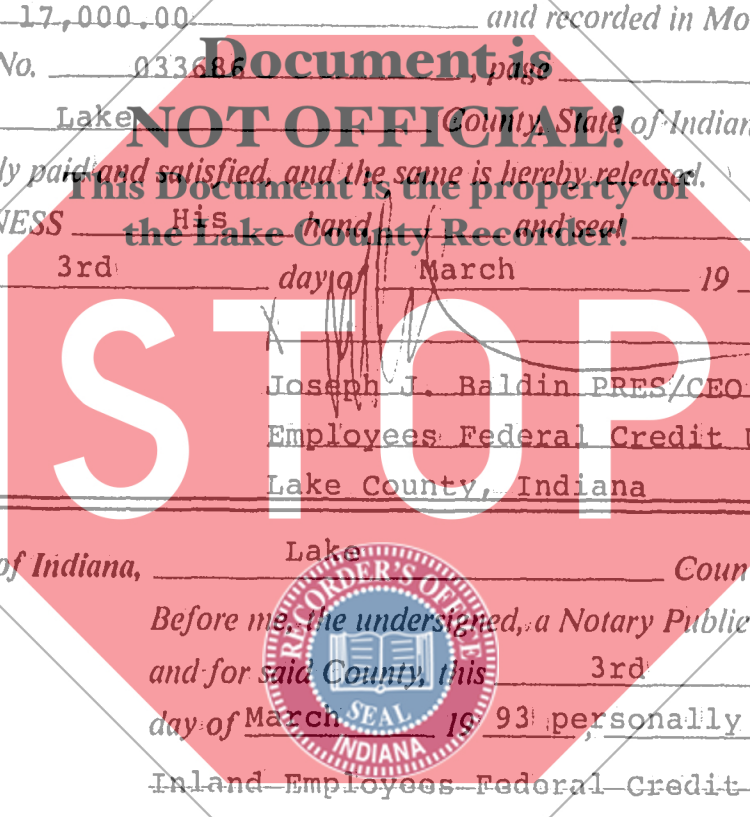 17,000.00 and recorded in Mo
Document is
No. 033686, page
NOT OFFICIAL!
Lake County, State of Indian
ly paid and satisfied, and the same is hereby released.
This Document is the property of
NESS His hand and seal
the Lake County Recorder!
3rd day of March 19
X
STOP
Joseph J. Baldin PRES/CEO
Employees Federal Credit U
Lake County, Indiana
of Indiana, Lake Coun
RECORDER'S OFFICE
Before me, the undersigned, a Notary Public
and for said County, this 3rd
SEAL
day of March 19 93, personally
INDIANA
Inland Employees Federal Credit